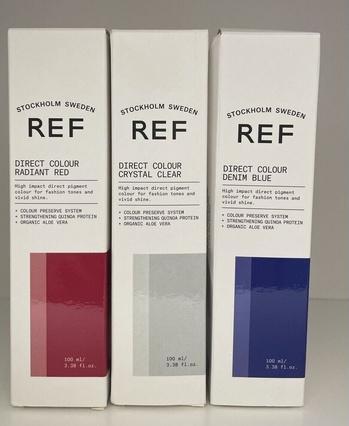 STOCKHOLM SWEDEN
REF
DIRECT COLOUR
RADIANT RED
High impact direct pigment
colour for fashion tones and
vivid shine.
• COLOUR PRESERVE SYSTEM
• STRENGTHENING QUINOA PROTEIN
• ORGANIC ALOE VERA
100 ml/
3.38 fl.oz.
STOCKHOLM SWEDEN
REF
DIRECT COLOUR
CRYSTAL CLEAR
High impact direct pigment
colour for fashion tones and
vivid shine.
• COLOUR PRESERVE SYSTEM
• STRENGTHENING QUINOA PROTEIN
• ORGANIC ALOE VERA
100 ml/
3.38 fl.oz.
STOCKHOLM SWEDEN
REF
DIRECT COLOUR
DENIM BLUE
High impact direct pigment
colour for fashion tones and
vivid shine.
• COLOUR PRESERVE SYSTEM
• STRENGTHENING QUINOA PROTEIN
• ORGANIC ALOE VERA
100 ml/
3.38 fl.oz.